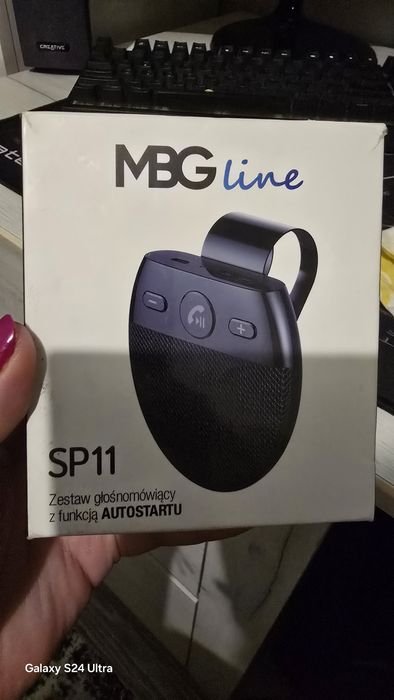 CREATIVE
MBG line
SP11
Zestaw głośnomówiący
z funkcją AUTOSTARTU
Galaxy S24 Ultra